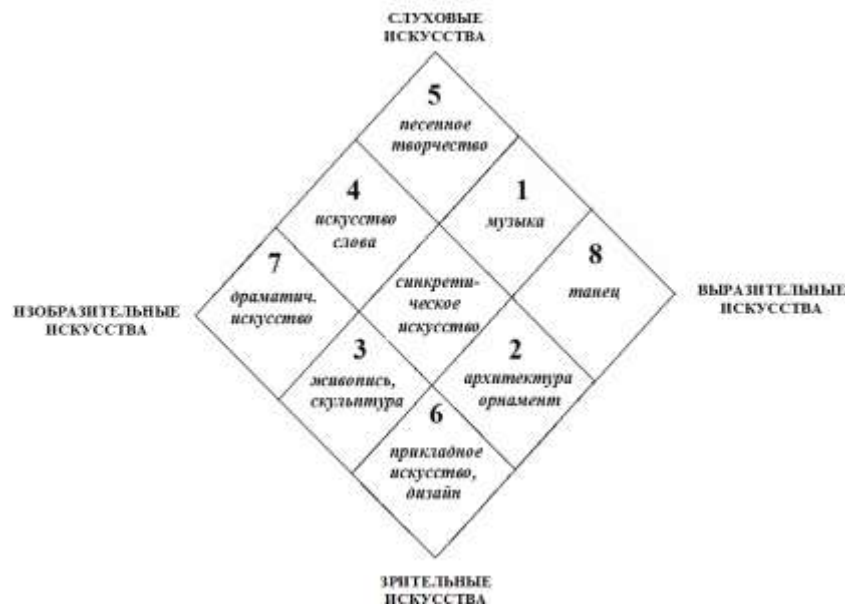 СЛУХОВЫЕ
ИСКУССТВА
5
песенное
творчество
4
искусство
слова
1
музыка
7
драматич.
искусство
синкрети-
ческое
искусство
8
танец
ИЗОБРАЗИТЕЛЬНЫЕ
ИСКУССТВА
ВЫРАЗИТЕЛЬНЫЕ
ИСКУССТВА
3
живопись,
скульптура
2
архитектура
орнамент
6
прикладное
искусство,
дизайн
ЗРИТЕЛЬНЫЕ
ИСКУССТВА